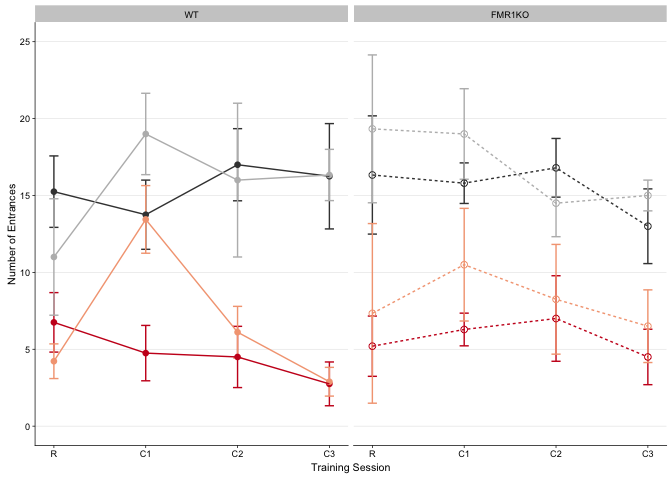 WT
FMR1KO
Number of Entrances
25
20
15
10
5
0
R
C1
C2
C3
R
C1
C2
C3
Training Session